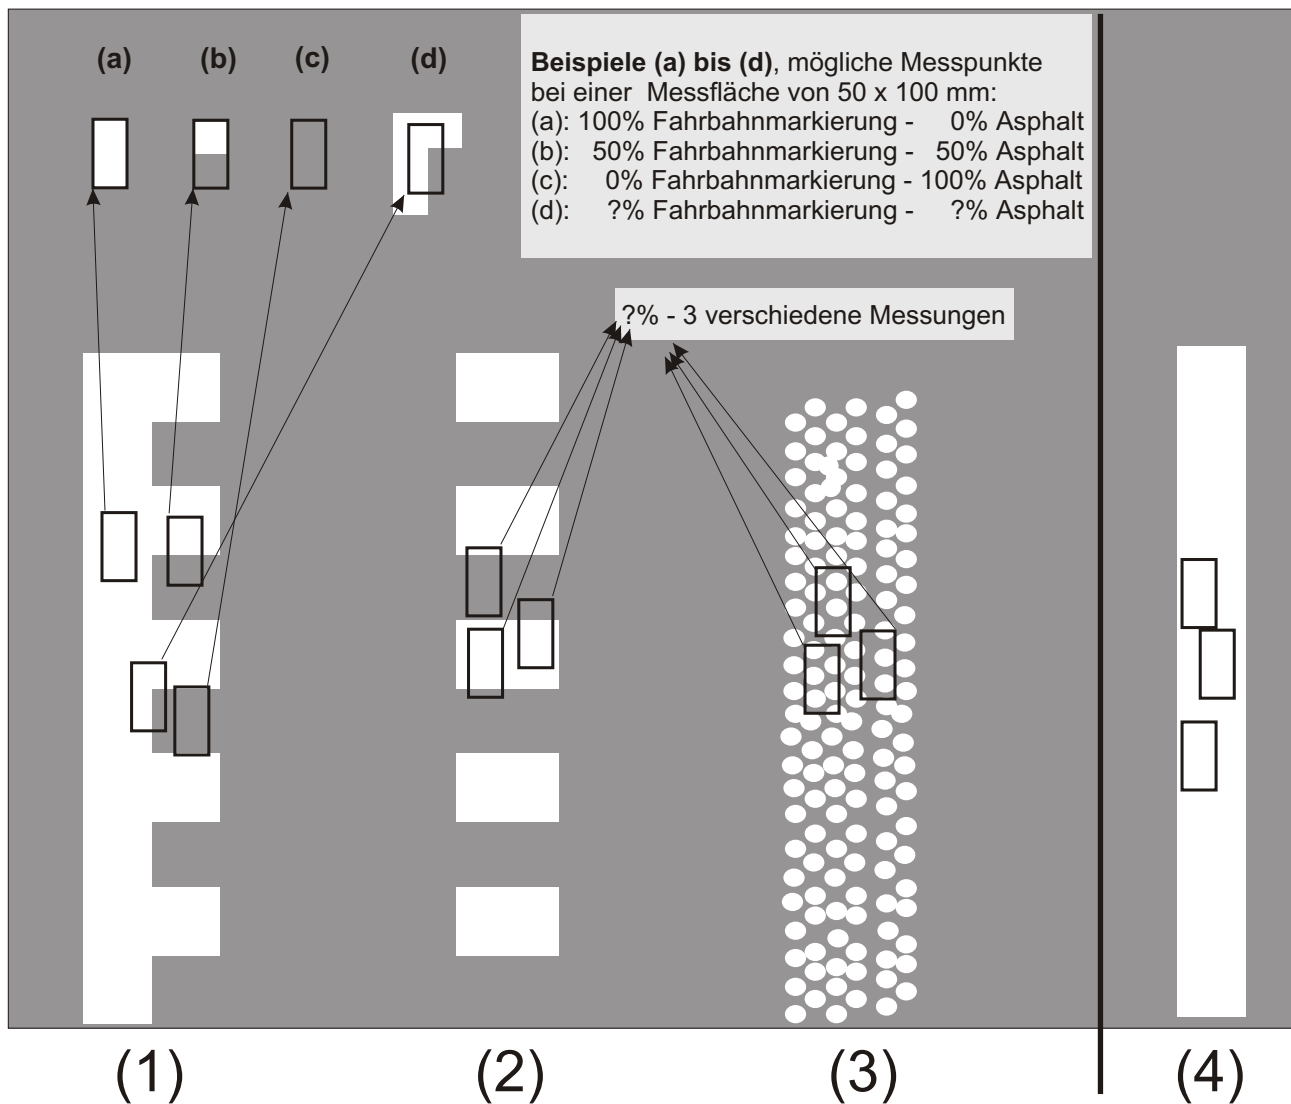 (a) (b) (c) (d)
Beispiele (a) bis (d), mögliche Messpunkte
bei einer Messfläche von 50 x 100 mm:
(a): 100% Fahrbahnmarkierung - 0% Asphalt
(b): 50% Fahrbahnmarkierung - 50% Asphalt
(c): 0% Fahrbahnmarkierung - 100% Asphalt
(d): ?% Fahrbahnmarkierung - ?% Asphalt
?% - 3 verschiedene Messungen
(1) (2) (3) (4)